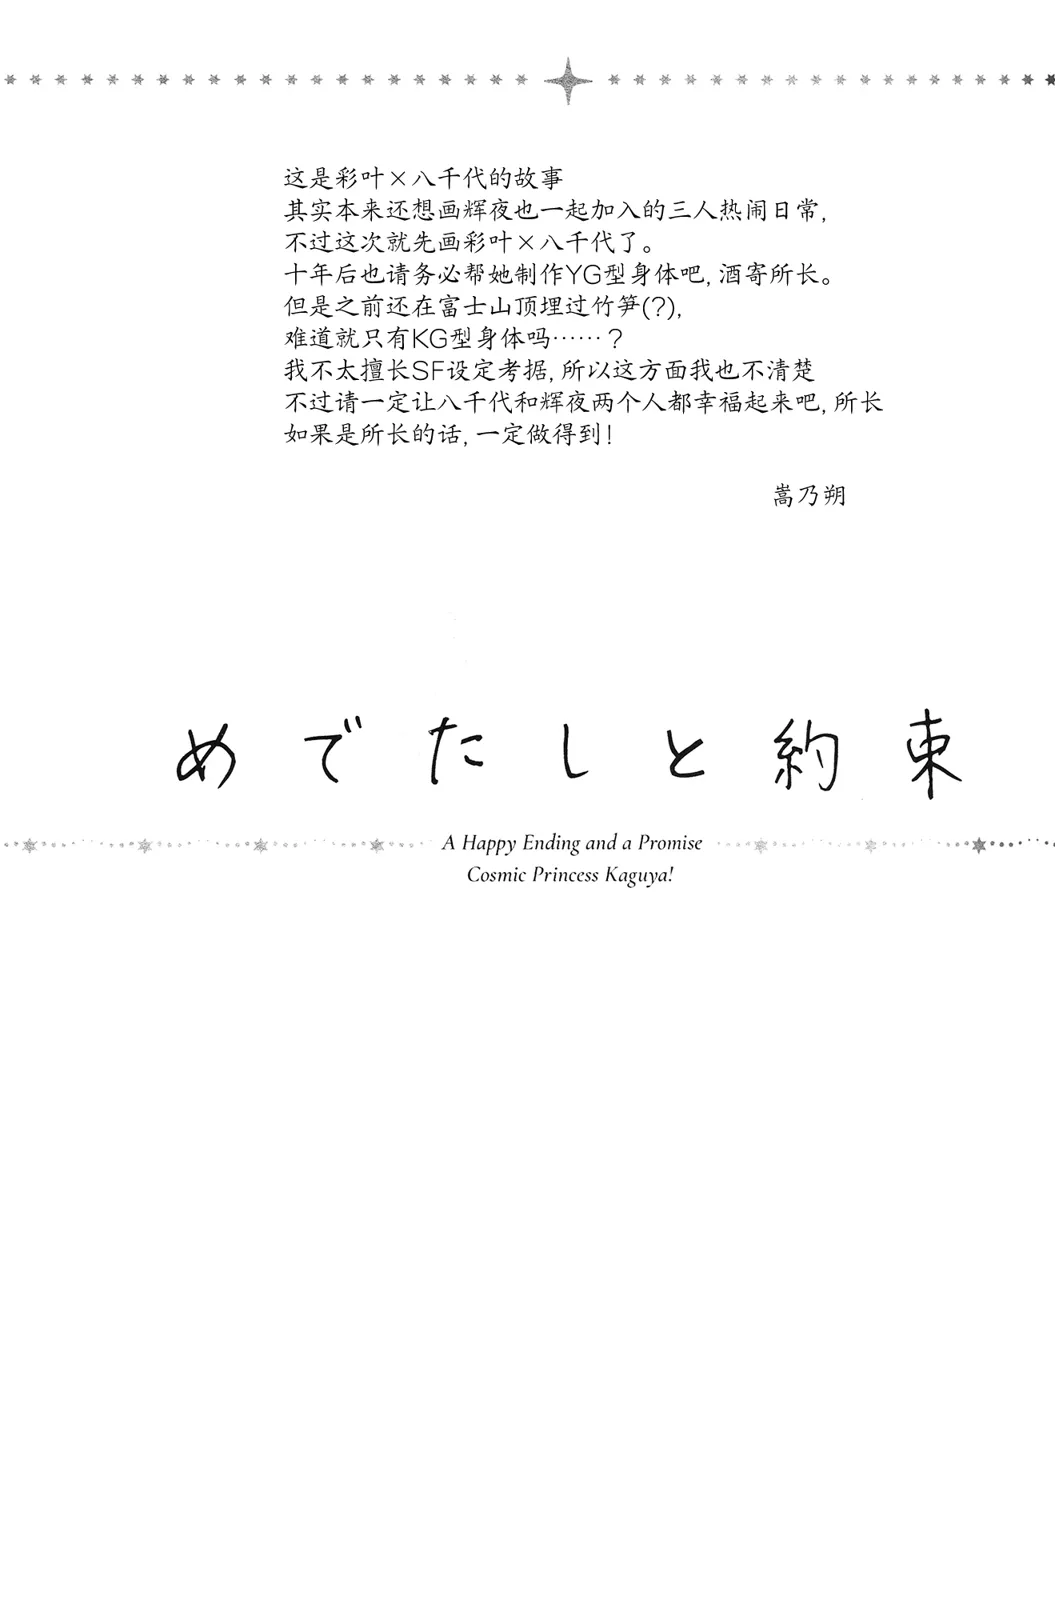 这是彩叶×八千代的故事
其实本来还想画辉夜也一起加入的三人热闹日常,
不过这次就先画彩叶×八千代了。
十年后也请务必帮她制作YG型身体吧, 酒寄所长。
但是之前还在富士山顶埋过竹笋(?),
难道就只有KG型身体吗……？
我不太擅长SF设定考据, 所以这方面我也不清楚
不过请一定让八千代和辉夜两个人都幸福起来吧, 所长
如果是所长的话, 一定做得到!
嵩乃朔
めでたしと約束
A Happy Ending and a Promise
Cosmic Princess Kaguya!